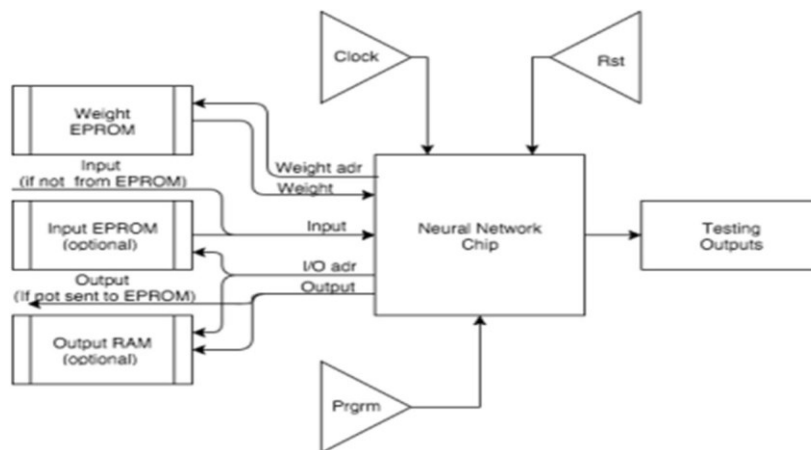 Clock
Rst
Weight
EPROM
Weight adr
Weight
Input
(if not from EPROM)
Input EPROM
(optional)
Input
Neural Network
Chip
Testing
Outputs
I/O adr
Output
Output
(If not sent to EPROM)
Output RAM
(optional)
Prgrm